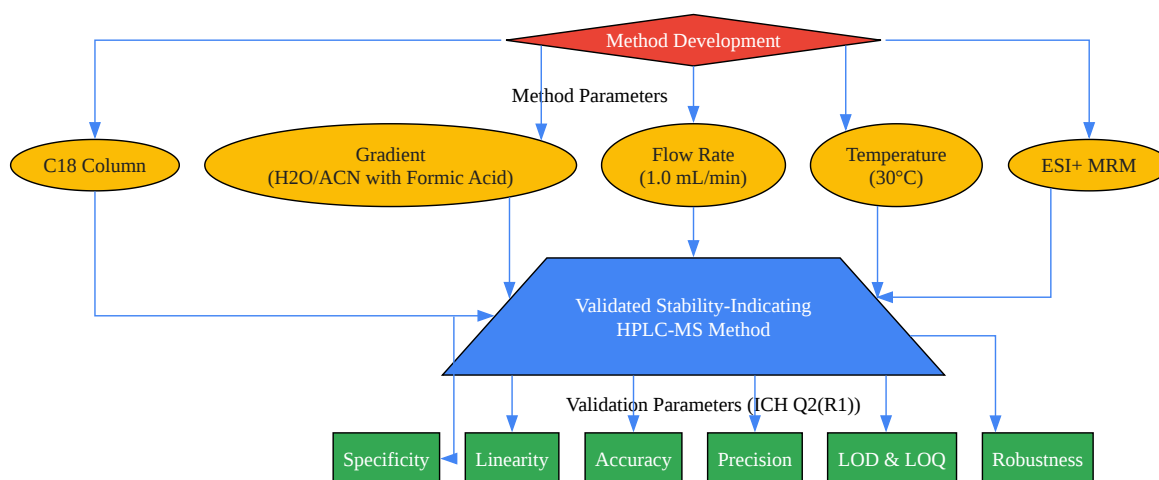 Method Development
Method Parameters
C18 Column
Gradient
(H2O/ACN with Formic Acid)
Flow Rate
(1.0 mL/min)
Temperature
(30°C)
ESI+ MRM
Validated Stability-Indicating
HPLC-MS Method
Validation Parameters (ICH Q2(R1))
Specificity
Linearity
Accuracy
Precision
LOD & LOQ
Robustness